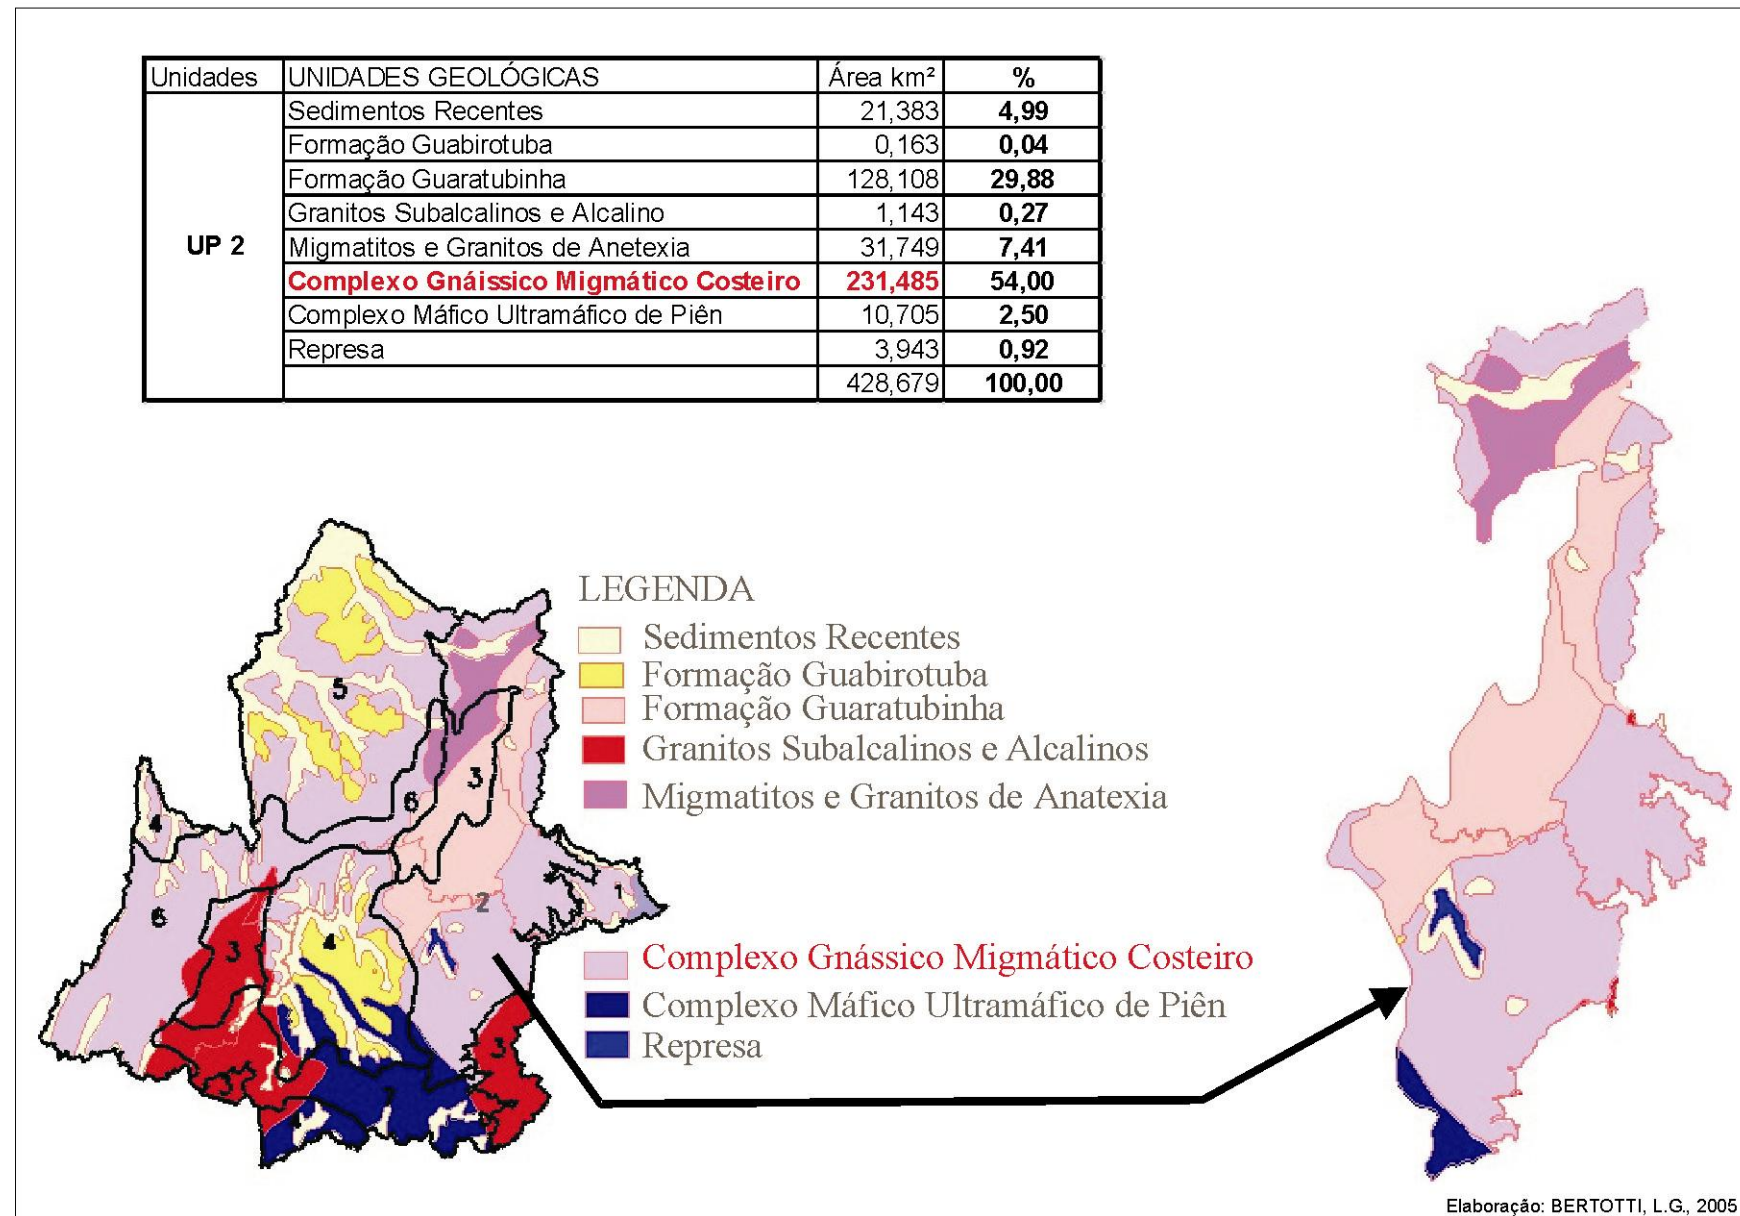 Unidades UNIDADES GEOLÓGICAS Área km² %
Sedimentos Recentes 21,383 4,99
Formação Guabirotuba 0,163 0,04
Formação Guaratubinha 128,108 29,88
Granitos Subalcalinos e Alcalino 1,143 0,27
UP 2 Migmatitos e Granitos de Anetexia 31,749 7,41
Complexo Gnáissico Migmático Costeiro 231,485 54,00
Complexo Máfico Ultramáfico de Piên 10,705 2,50
Represa 3,943 0,92
428,679 100,00
LEGENDA
Sedimentos Recentes
Formação Guabirotuba
Formação Guaratubinha
Granitos Subalcalinos e Alcalinos
Migmatitos e Granitos de Anatexia
Complexo Gnássico Migmático Costeiro
Complexo Máfico Ultramáfico de Piên
Represa
5
3
6
4
1
6
2
3
4
3
3
Elaboração: BERTOTTI, L.G., 2005